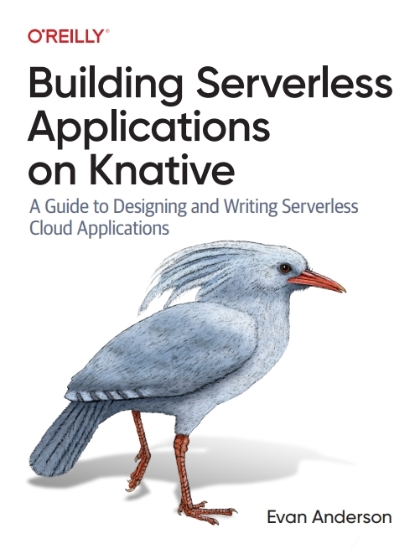 O'REILLY®
Building Serverless
Applications
on Knative
A Guide to Designing and Writing Serverless
Cloud Applications
Evan Anderson